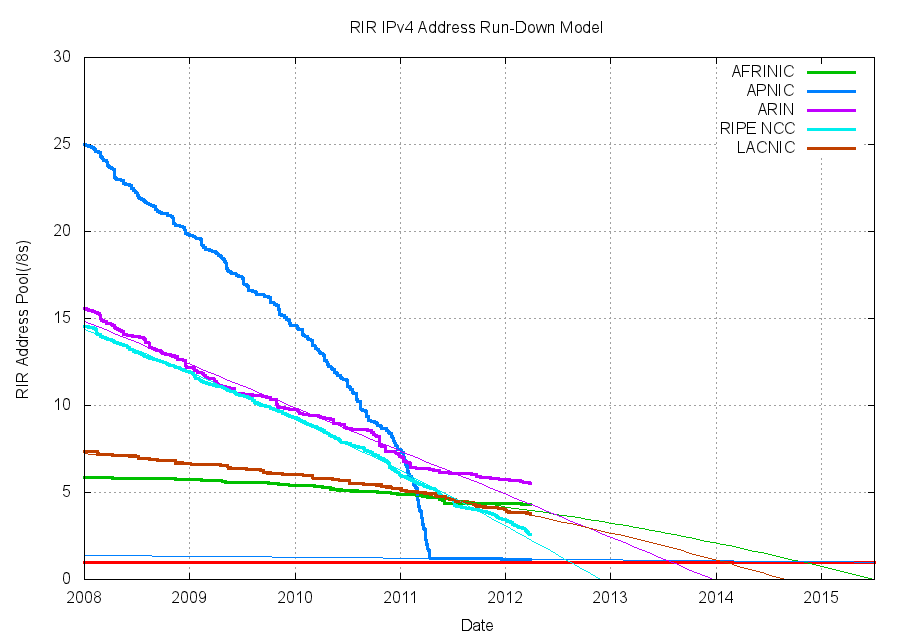 RIR IPv4 Address Run-Down Model
30
25
20
15
10
5
0
RIR Address Pool(/8s)
AFRINIC
APNIC
ARIN
RIPE NCC
LACNIC
2008 2009 2010 2011 2012 2013 2014 2015
Date